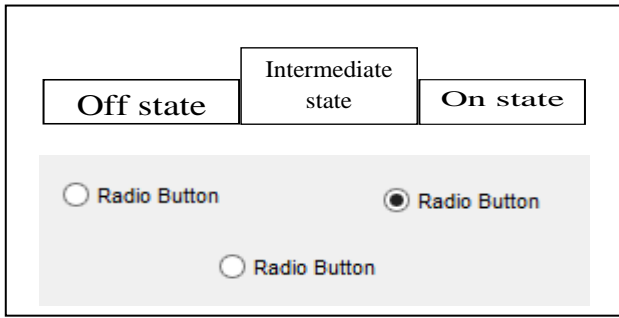 Intermediate
Off state state On state
Radio Button Radio Button
Radio Button